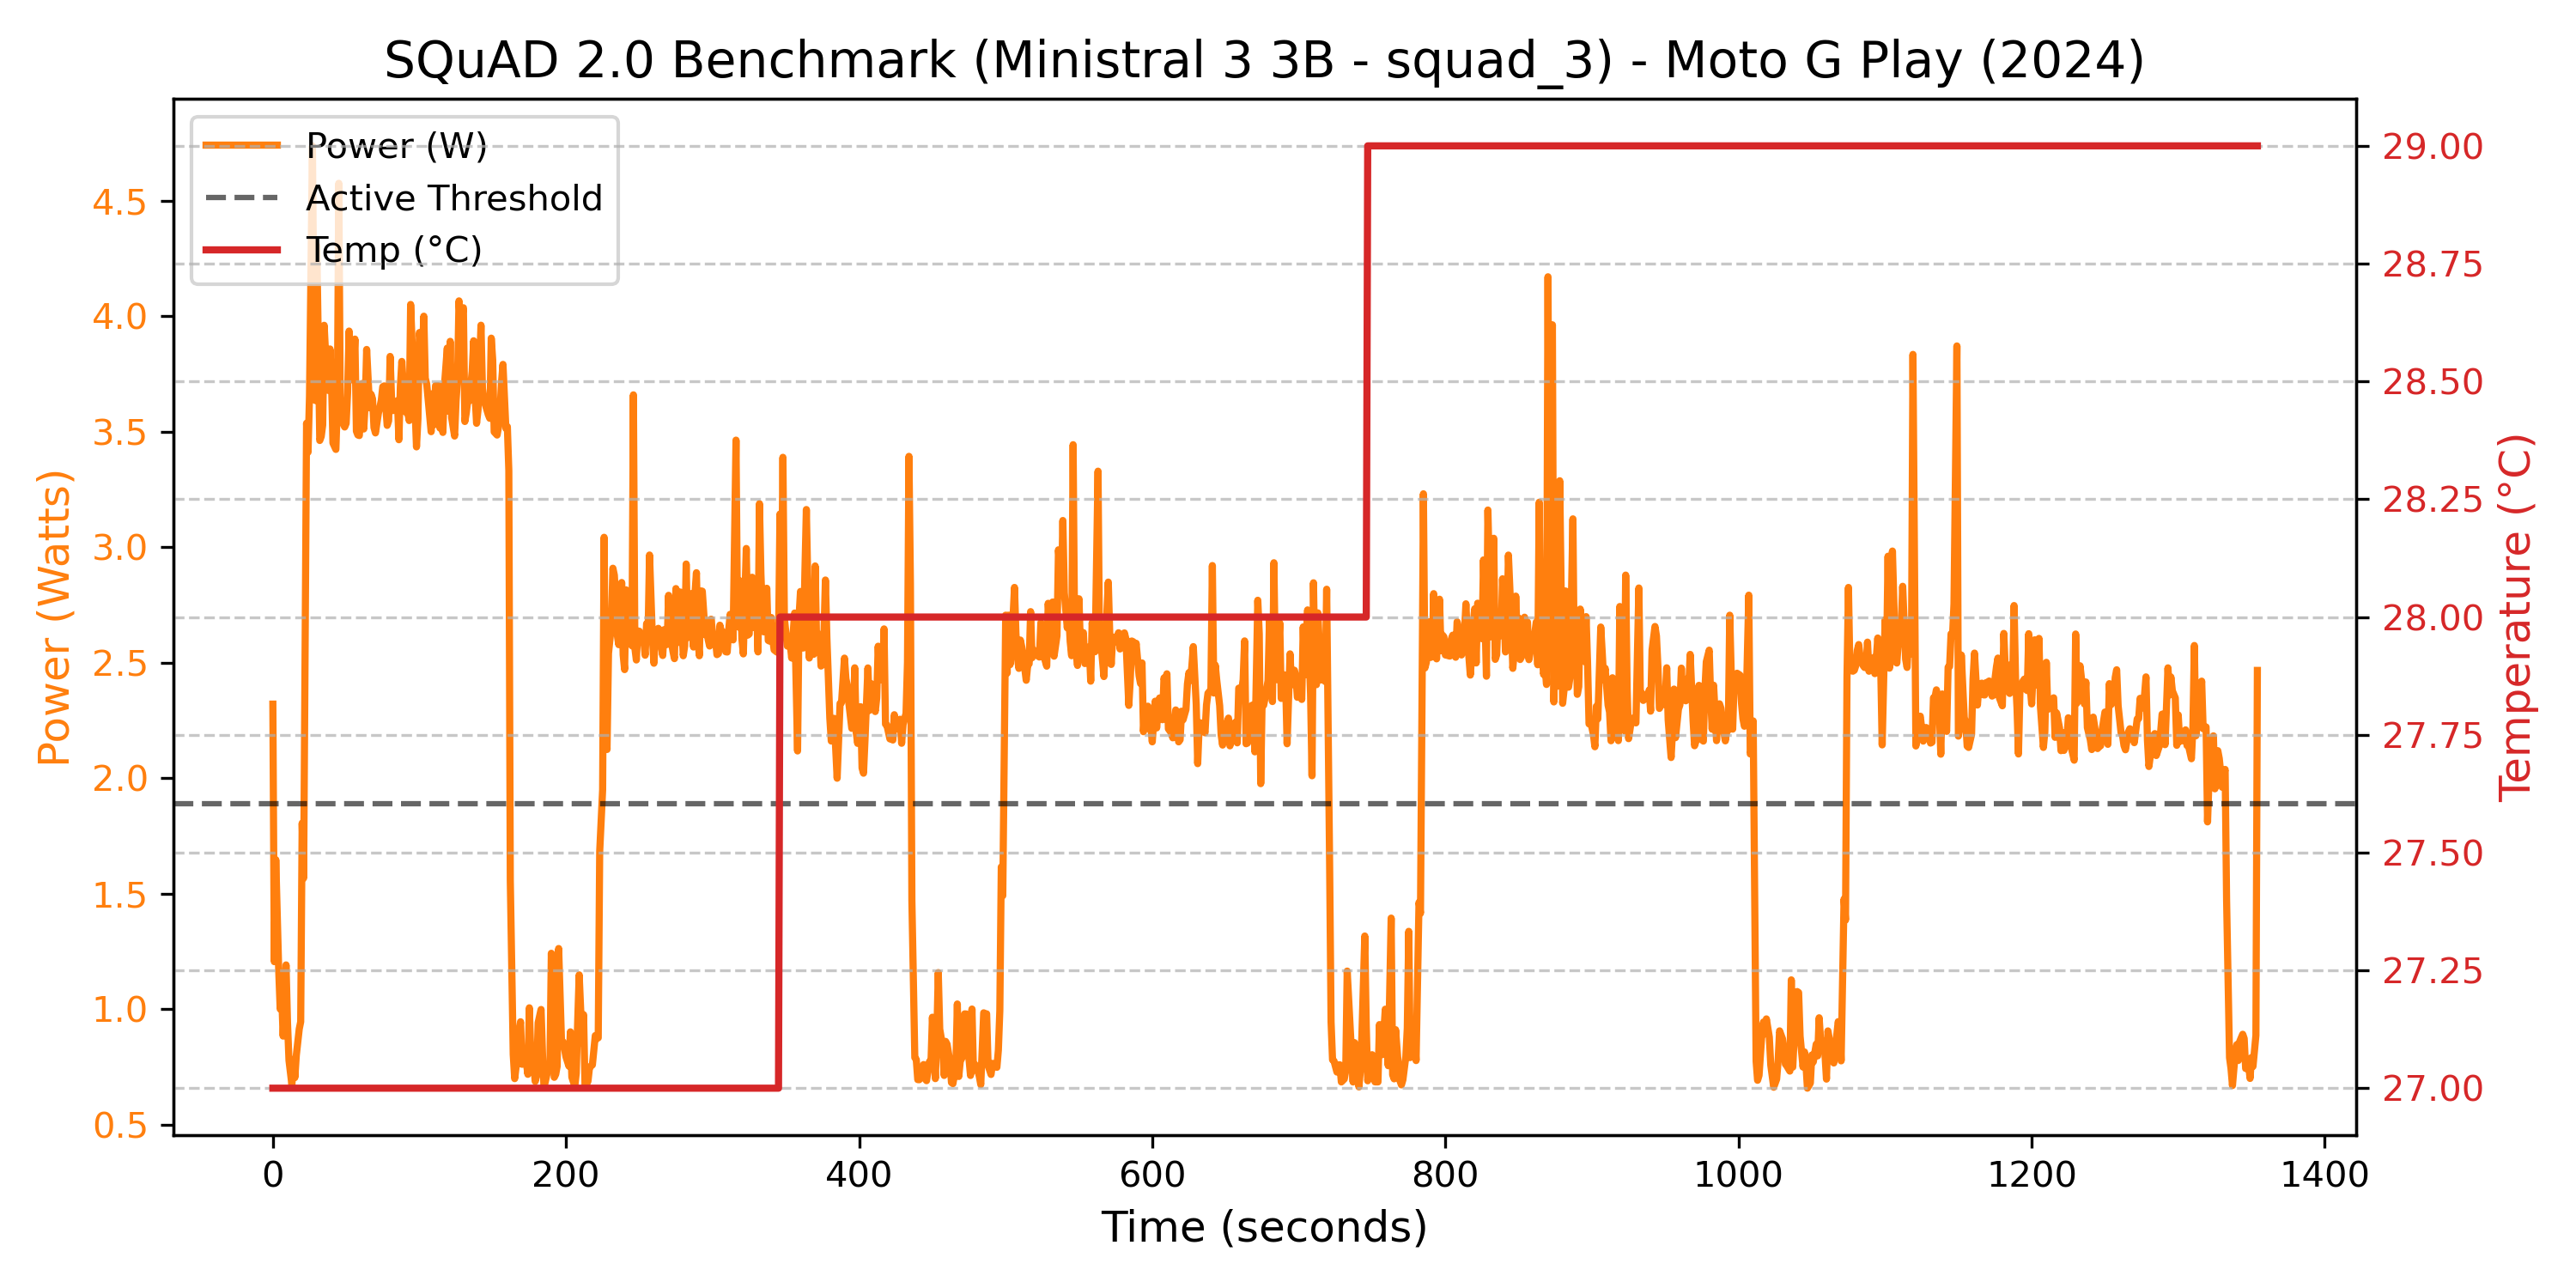 SQuAD 2.0 Benchmark (Ministral 3 3B - squad_3) - Moto G Play (2024)
Power (W)
Active Threshold
Temp (°C)
Power (Watts)
4.5
4.0
3.5
3.0
2.5
2.0
1.5
1.0
0.5
29.00
28.75
28.50
28.25
28.00
27.75
27.50
27.25
27.00
Temperature (°C)
0 200 400 600 800 1000 1200 1400
Time (seconds)